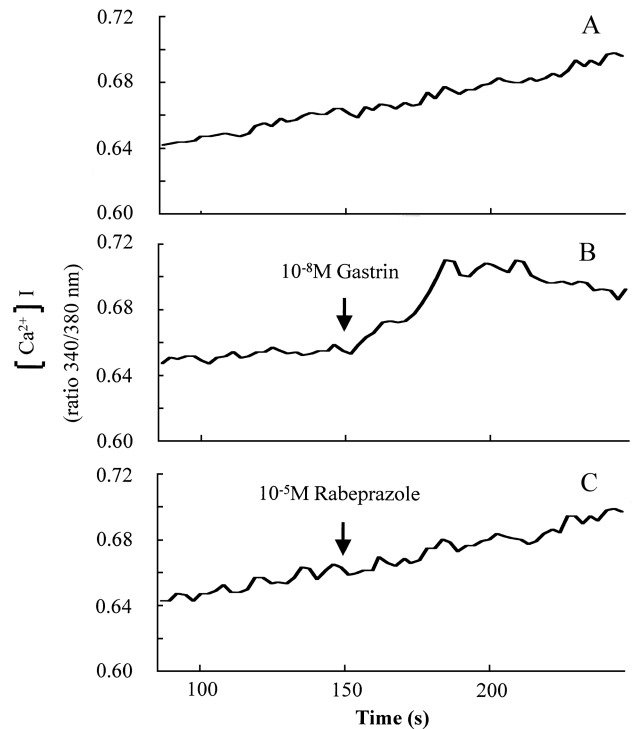 A
0.72
0.68
0.64
0.60
B
0.72
10⁻⁸M Gastrin
0.68
0.64
0.60
C
0.72
10⁻⁵M Rabeprazole
0.68
0.64
0.60
100 150 200
Time (s)
[Ca²⁺] I
(ratio 340/380 nm)